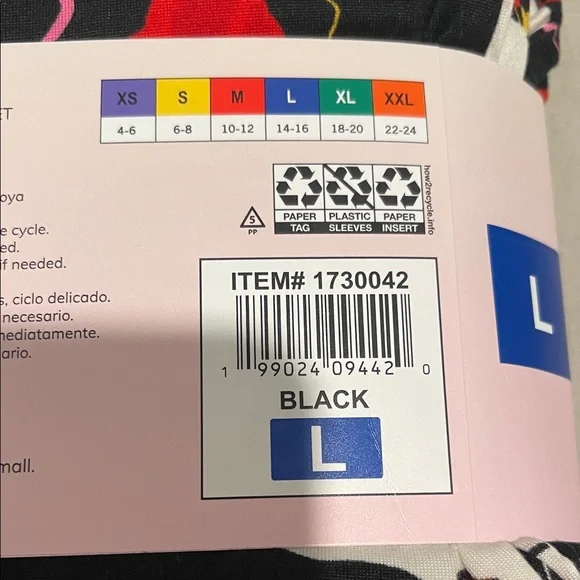 ET
XS S M L XL XXL
4-6 6-8 10-12 14-16 18-20 22-24
oya
e cycle.
ed.
if needed.
s, ciclo delicado.
necesario.
mediatamente.
ario.
mall.
5
PP
PAPER PLASTIC PAPER
TAG SLEEVES INSERT
how2recycle.info
ITEM# 1730042
1 99024 09442 0
BLACK
L
L